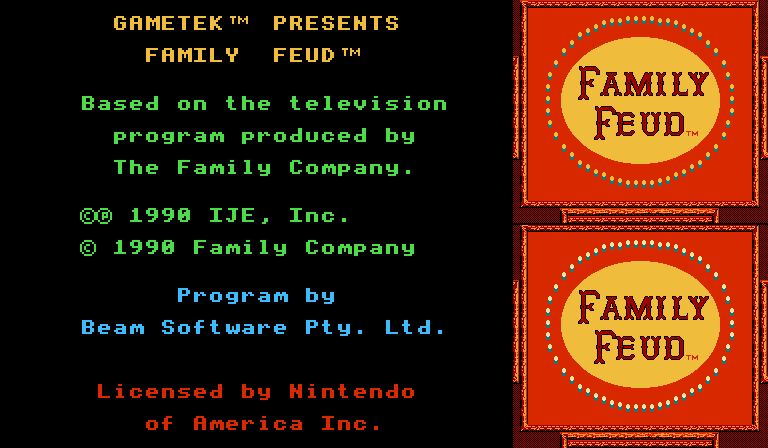 GAMETEK™ PRESENTS
FAMILY FEUD™
Based on the television
program produced by
The Family Company.
©℗ 1990 IJE, Inc.
© 1990 Family Company
Program by
Beam Software Pty. Ltd.
Licensed by Nintendo
of America Inc.
FAMILY
FEUD™
FAMILY
FEUD™